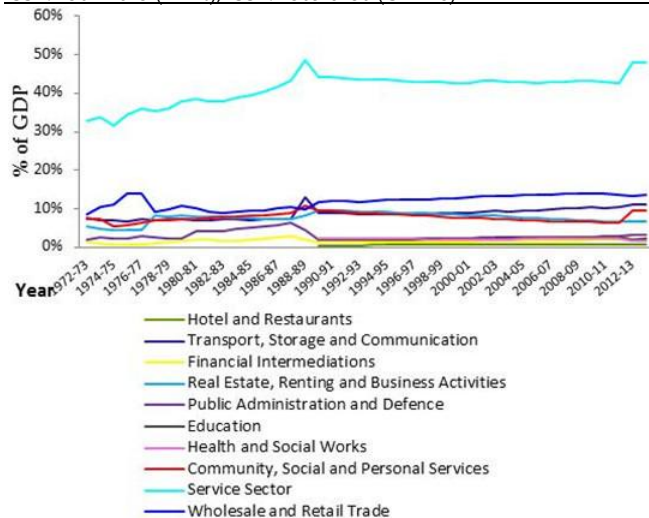 60%
50%
40%
30%
20%
10%
0%
% of GDP
Year
1972-73
1974-75
1976-77
1978-79
1980-81
1982-83
1984-85
1986-87
1988-89
1990-91
1992-93
1994-95
1996-97
1998-99
2000-01
2002-03
2004-05
2006-07
2008-09
2010-11
2012-13
Hotel and Restaurants
Transport, Storage and Communication
Financial Intermediations
Real Estate, Renting and Business Activities
Public Administration and Defence
Education
Health and Social Works
Community, Social and Personal Services
Service Sector
Wholesale and Retail Trade